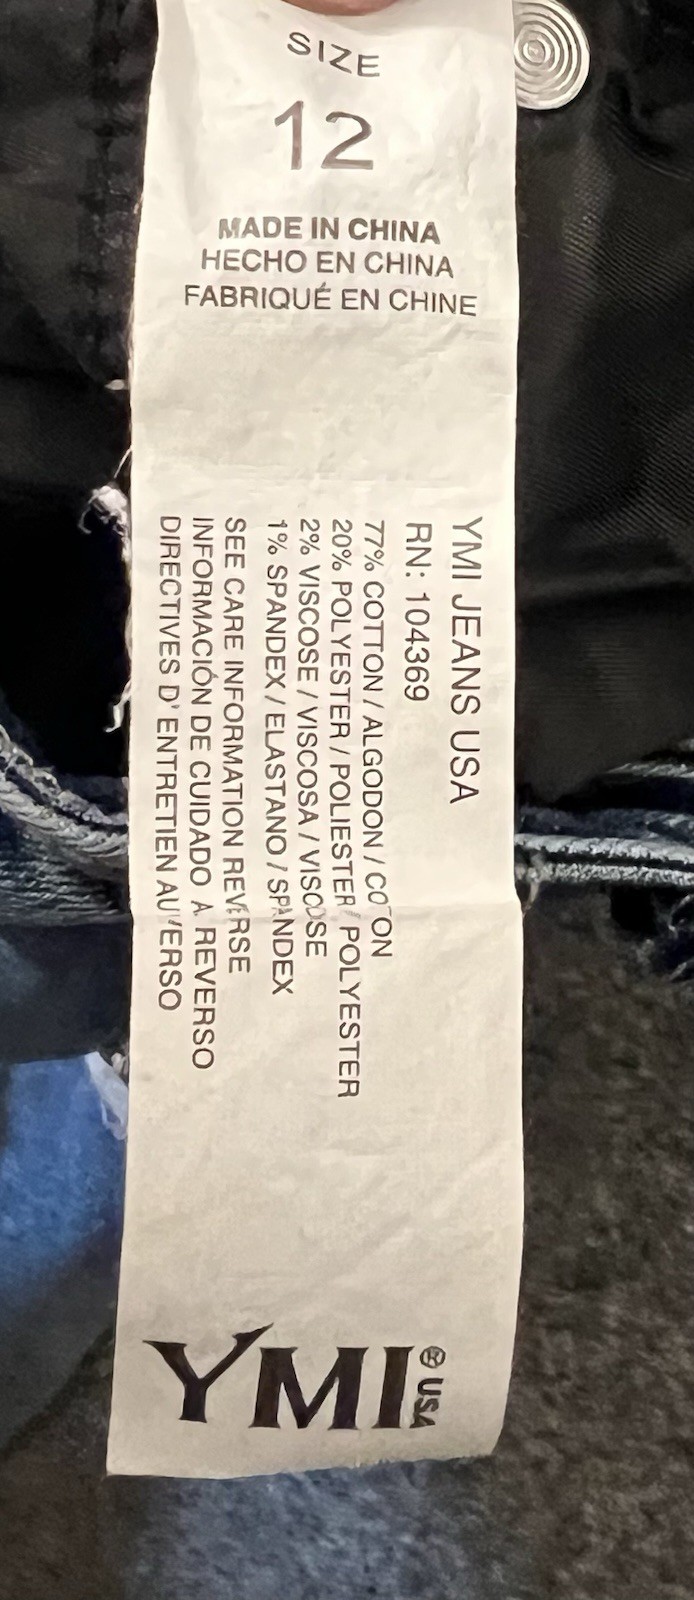 SIZE
12
MADE IN CHINA
HECHO EN CHINA
FABRIQUÉ EN CHINE
YMI JEANS USA
RN: 104369
77% COTTON / ALGODON / COTON
20% POLYESTER / POLIESTER / POLYESTER
2% VISCOSE / VISCOSA / VISCOSE
1% SPANDEX / ELASTANO / SPANDEX
SEE CARE INFORMATION REVERSE
INFORMACIÓN DE CUIDADO A REVERSO
DIRECTIVES D' ENTRETIEN AU VERSO
YMI® USA